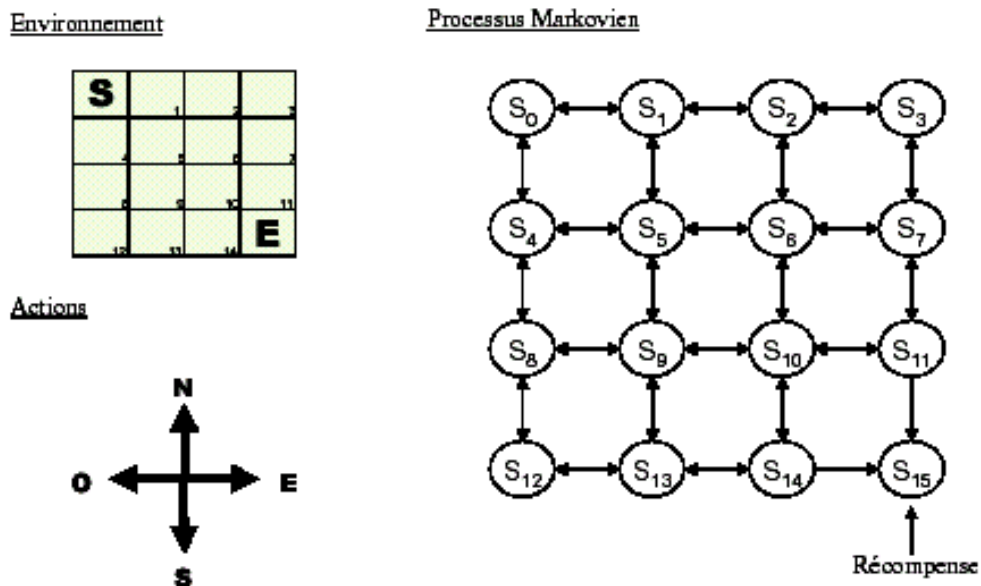 Environnement
Processus Markovien
S 1 2 3
4 5 6 7
8 9 10 11
12 13 14 E
Actions
N
O E
S
S0 S1 S2 S3
S4 S5 S6 S7
S8 S9 S10 S11
S12 S13 S14 S15
Récompense